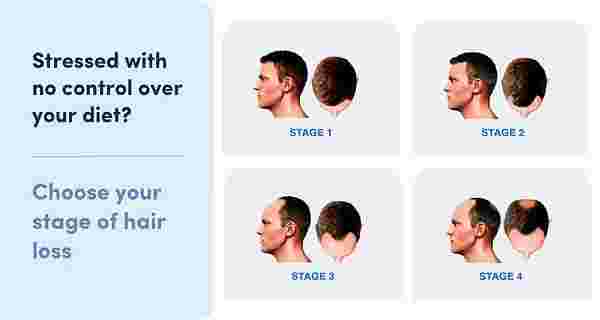 Stressed with
no control over
your diet?
Choose your
stage of hair
loss
STAGE 1
STAGE 2
STAGE 3
STAGE 4